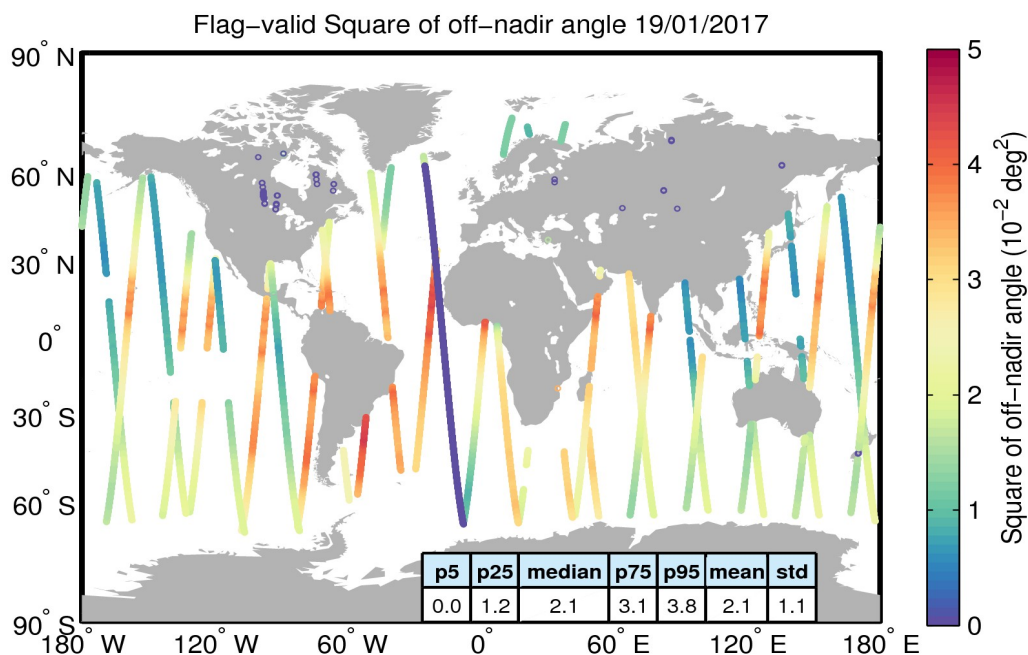 Flag−valid Square of off−nadir angle 19/01/2017
90° N
60° N
30° N
0°
30° S
60° S
90° S
180° W
120° W
60° W
0°
60° E
120° E
180° E
p5 p25 median p75 p95 mean std
0.0 1.2 2.1 3.1 3.8 2.1 1.1
5
4
3
2
1
0
Square of off−nadir angle (10⁻² deg²)